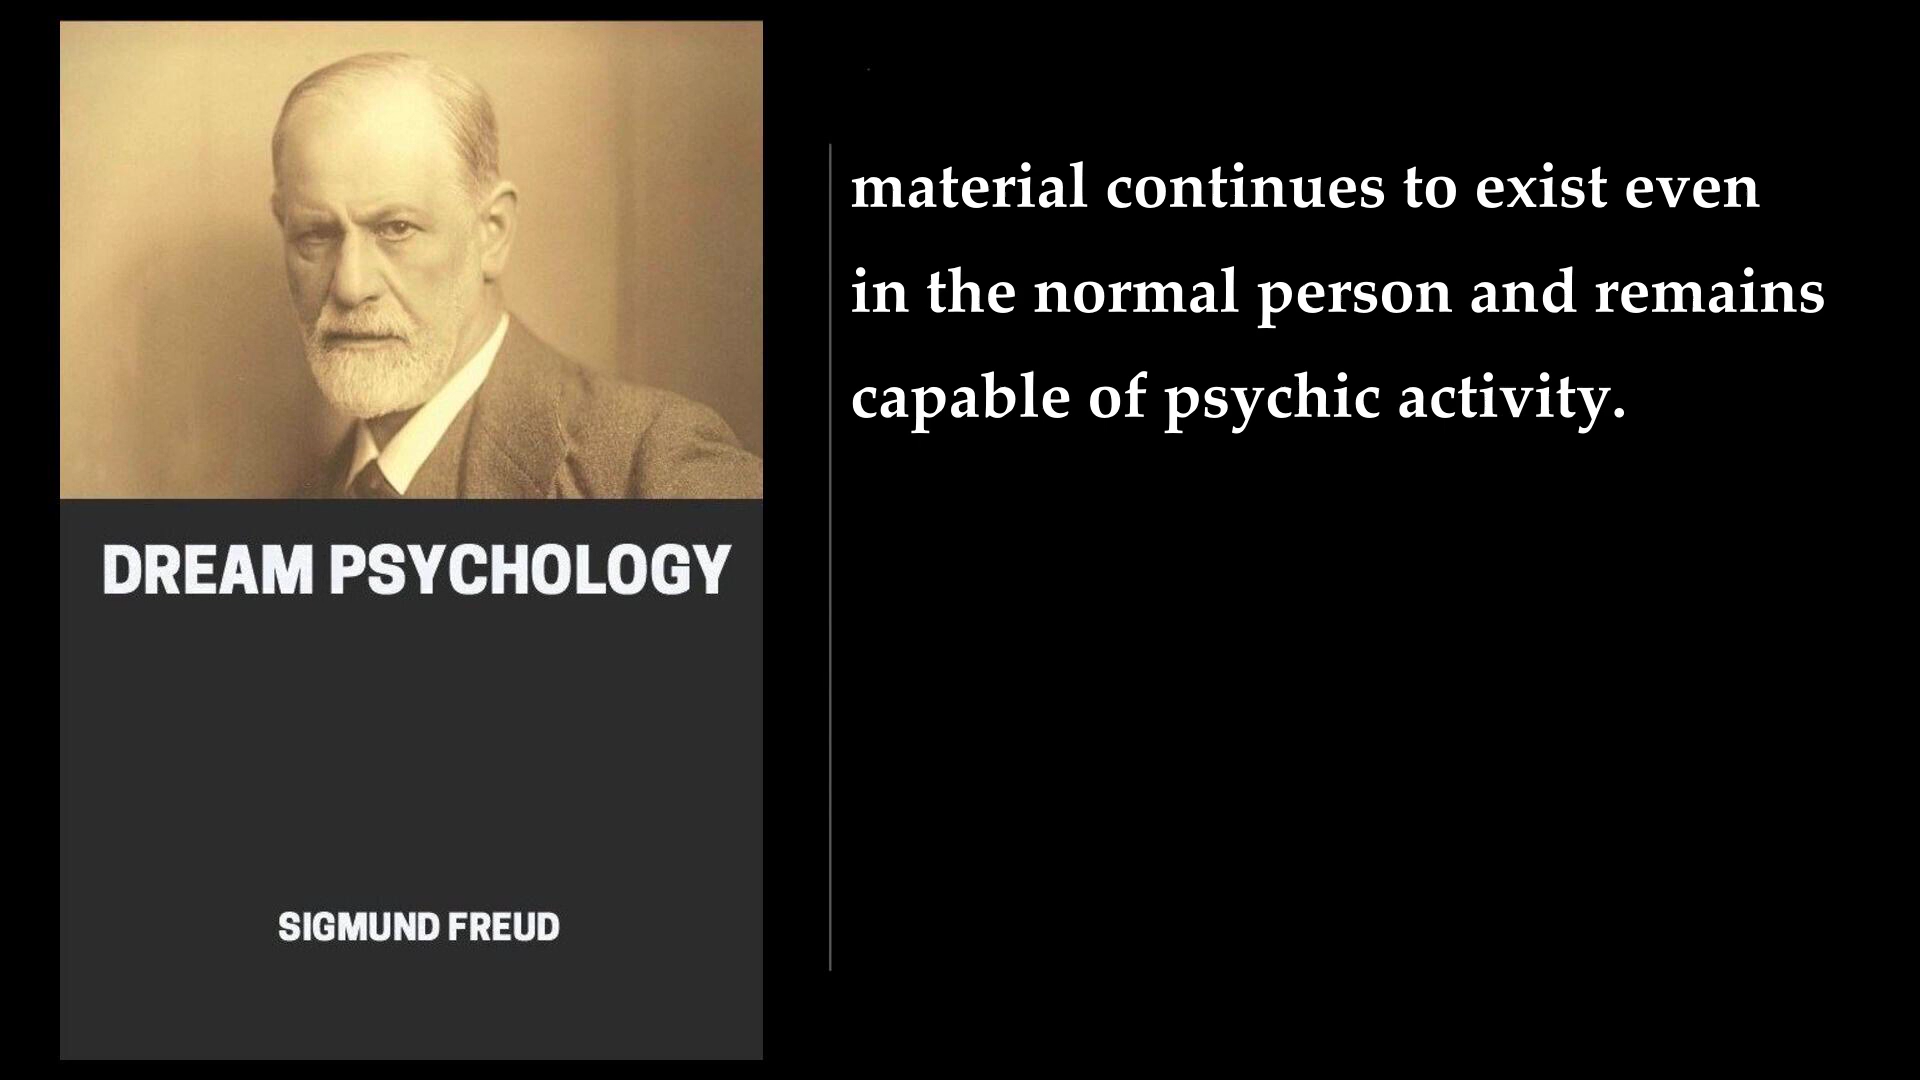 DREAM PSYCHOLOGY
SIGMUND FREUD
material continues to exist even
in the normal person and remains
capable of psychic activity.